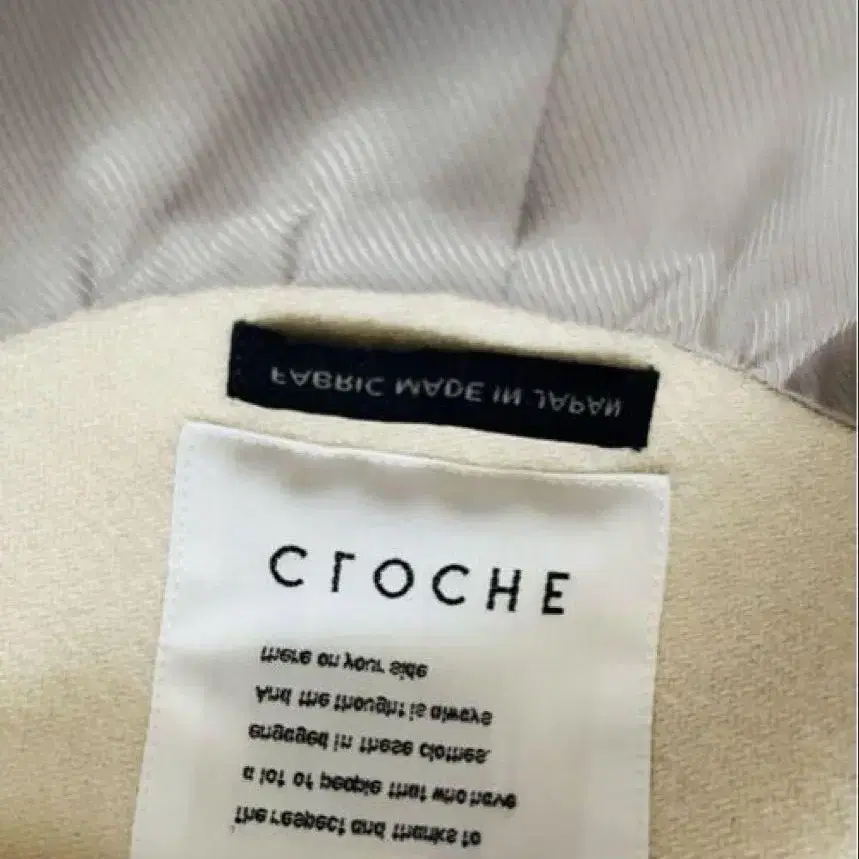 The respect and thanks to
a lot of people that who have
engaged in these clothes.
And the thought is always
there on your side
CLOCHE
FABRIC MADE IN JAPAN